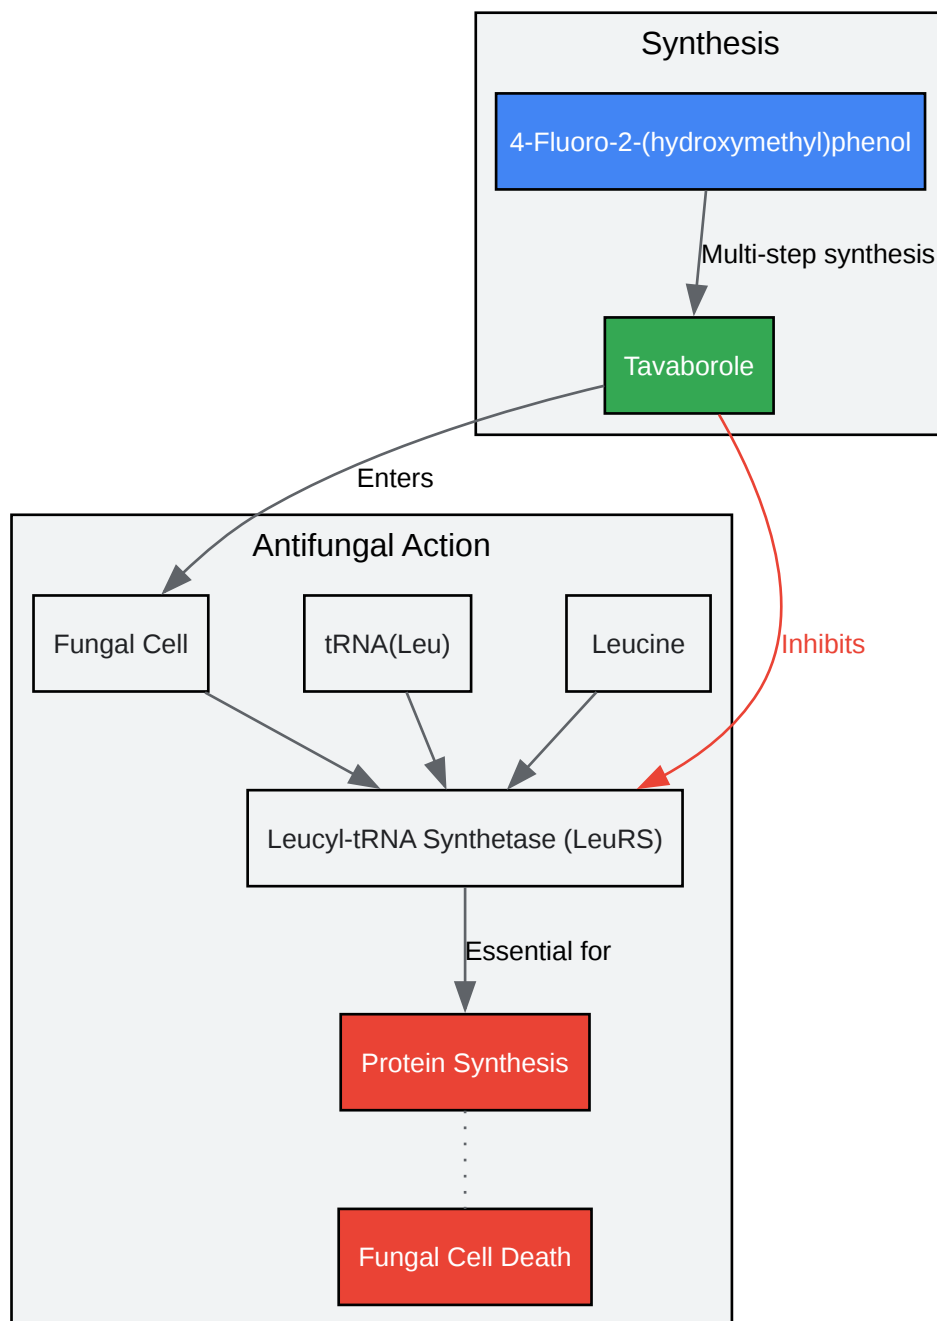 Synthesis
4-Fluoro-2-(hydroxymethyl)phenol
Multi-step synthesis
Tavaborole
Enters
Antifungal Action
Fungal Cell
tRNA(Leu)
Leucine
Inhibits
Leucyl-tRNA Synthetase (LeuRS)
Essential for
Protein Synthesis
Fungal Cell Death